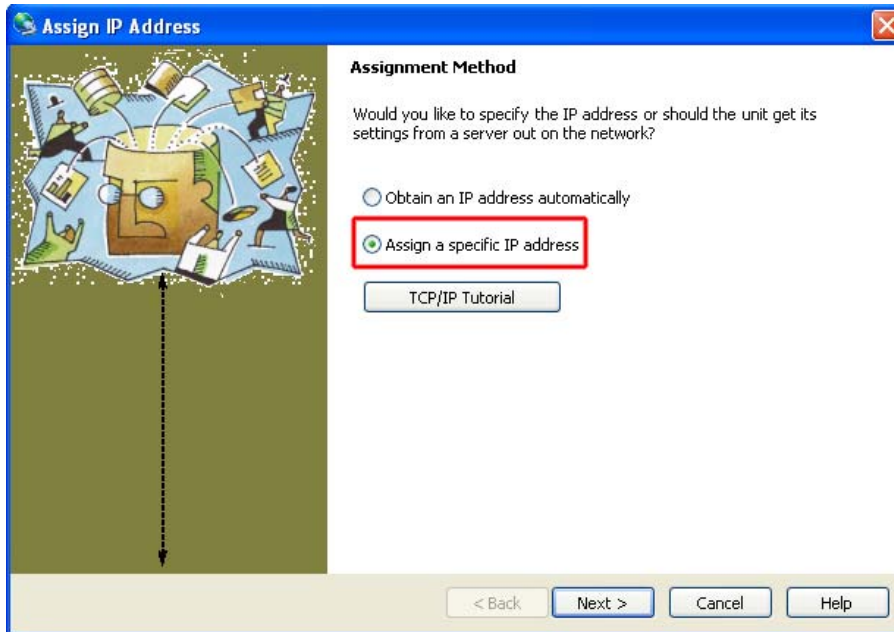 Assign IP Address
Assignment Method
Would you like to specify the IP address or should the unit get its
settings from a server out on the network?
Obtain an IP address automatically
Assign a specific IP address
TCP/IP Tutorial
< Back Next > Cancel Help